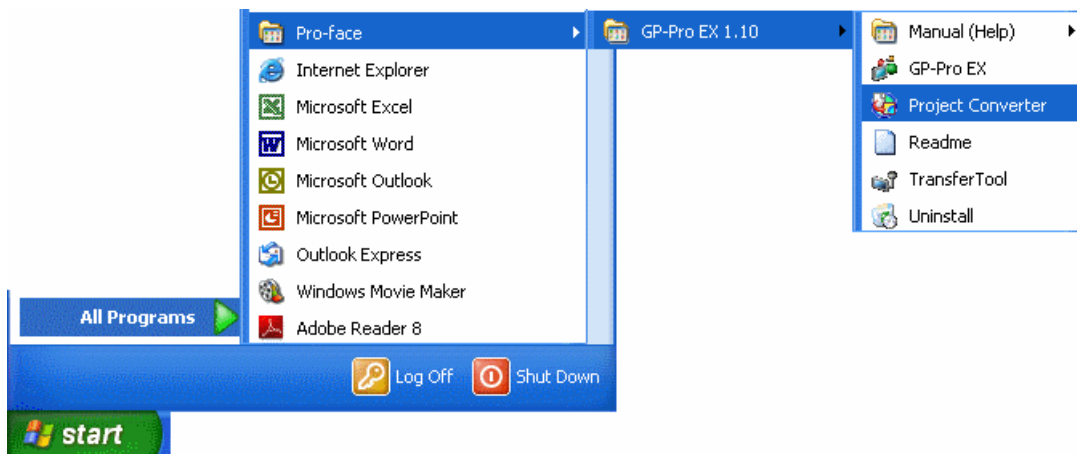 Pro-face
Internet Explorer
Microsoft Excel
Microsoft Word
Microsoft Outlook
Microsoft PowerPoint
Outlook Express
Windows Movie Maker
Adobe Reader 8
GP-Pro EX 1.10
Manual (Help)
GP-Pro EX
Project Converter
Readme
TransferTool
Uninstall
All Programs
Log Off
Shut Down
start